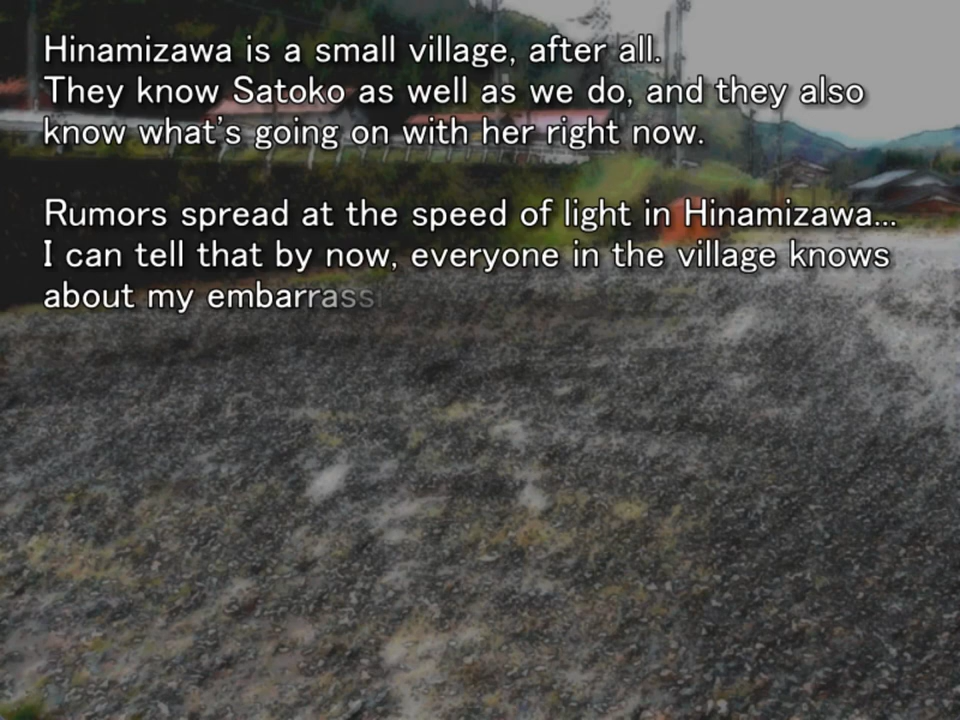 Hinamizawa is a small village, after all.
They know Satoko as well as we do, and they also
know what's going on with her right now.
Rumors spread at the speed of light in Hinamizawa...
I can tell that by now, everyone in the village knows
about my embarrassi